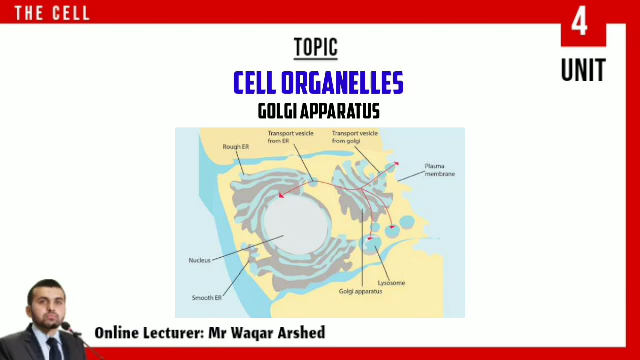 THE CELL
4
UNIT
TOPIC
CELL ORGANELLES
GOLGI APPARATUS
Transport vesicle
from ER
Transport vesicle
from golgi
Rough ER
Plasma
membrane
Nucleus
Lysosome
Golgi apparatus
Smooth ER
Online Lecturer: Mr Waqar Arshed